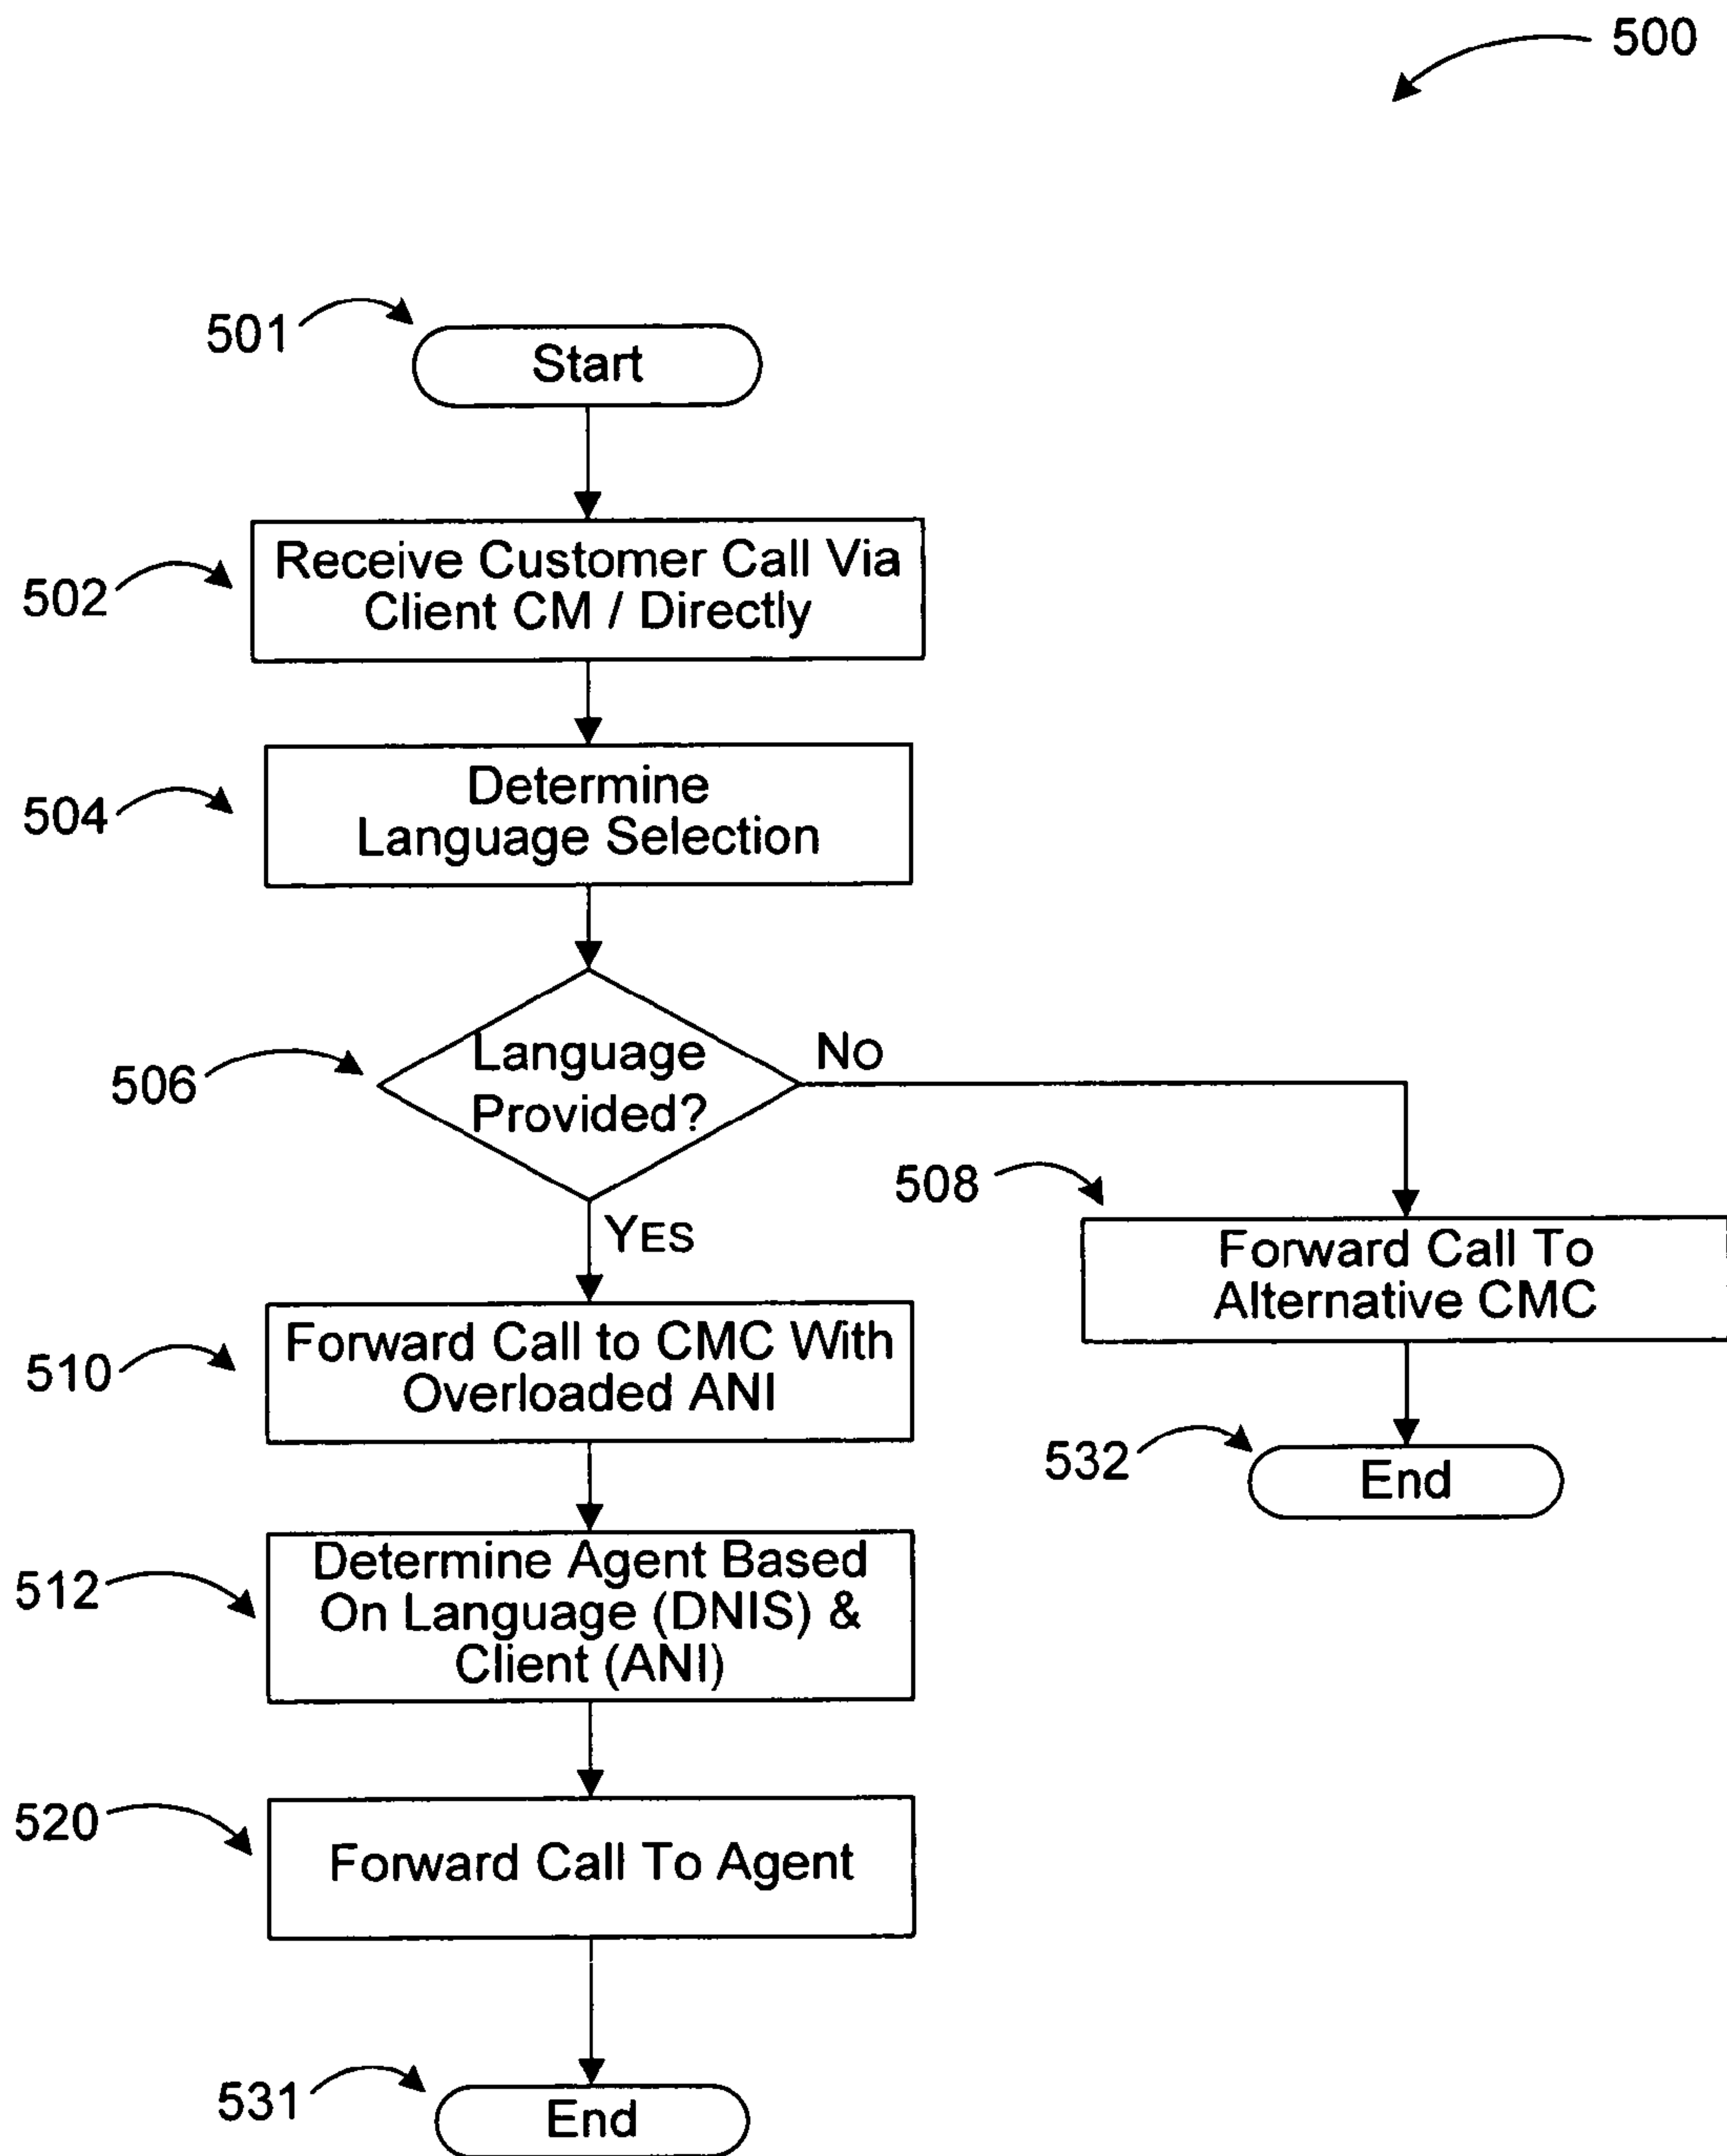 500
501
Start
502
Receive Customer Call Via
Client CM / Directly
504
Determine
Language Selection
506
Language
Provided?
NO
YES
508
Forward Call To
Alternative CMC
510
Forward Call to CMC With
Overloaded ANI
532
End
512
Determine Agent Based
On Language (DNIS) &
Client (ANI)
520
Forward Call To Agent
531
End